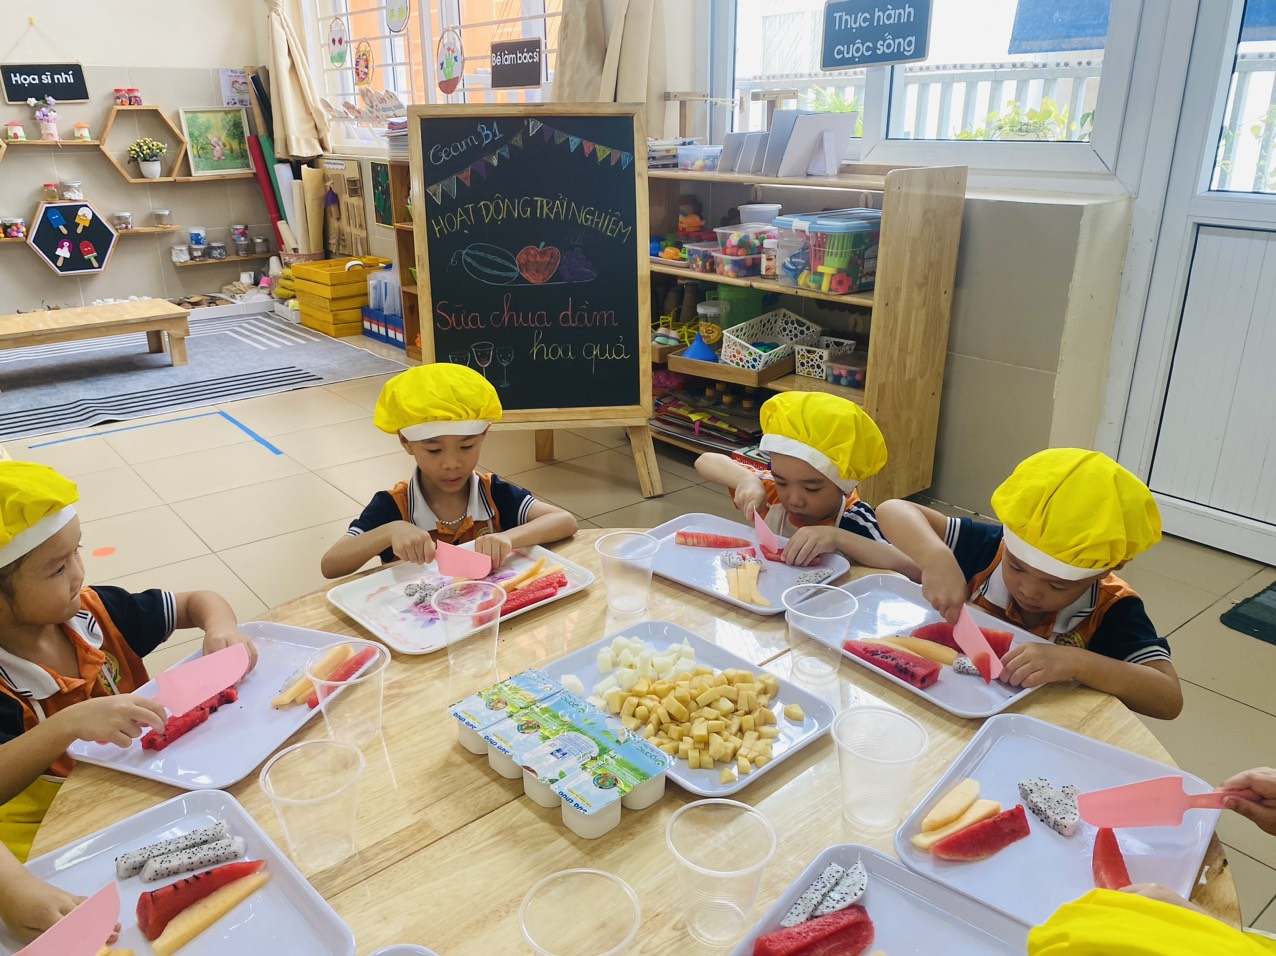 Họa sĩ nhí
Bé làm bác sĩ
Thực hành
cuộc sống
Gecam B1
HOẠT ĐỘNG TRẢI NGHIỆM
Sữa chua dầm
hoa quả